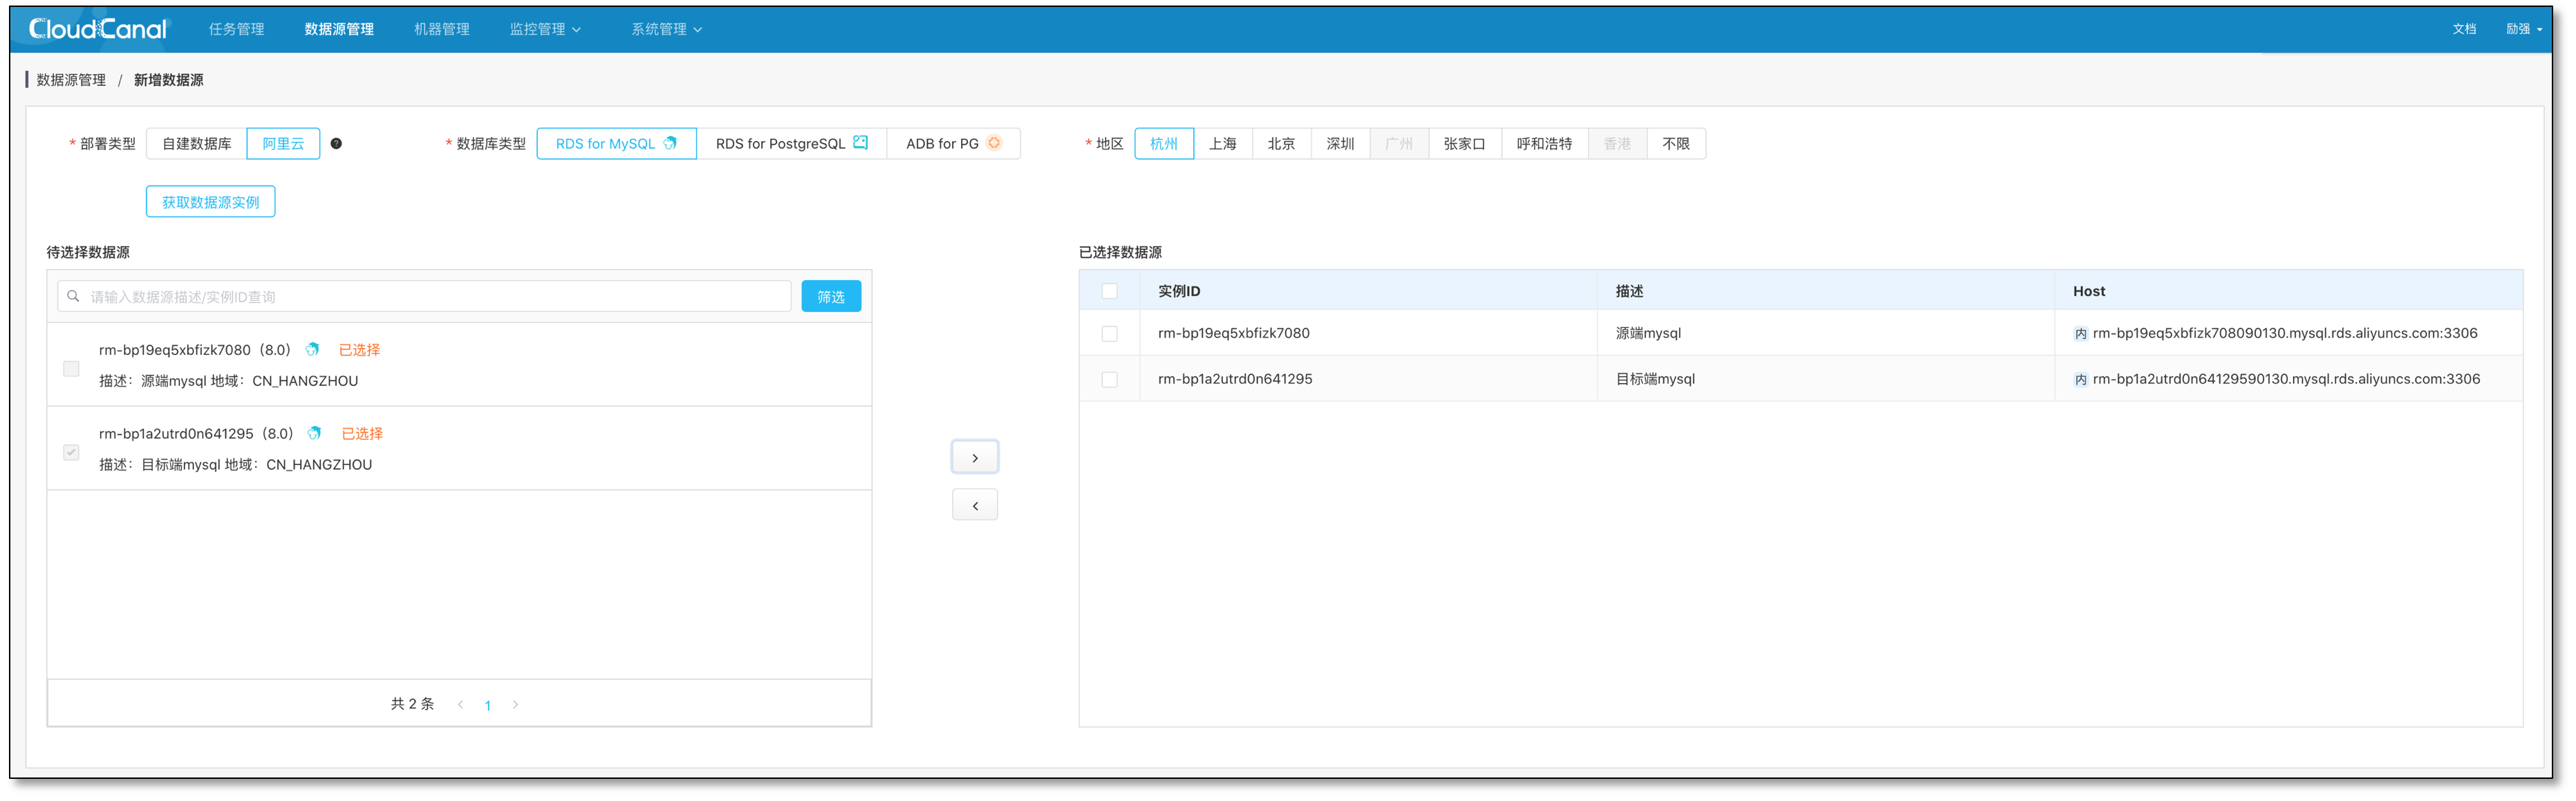 CloudCanal 任务管理 数据源管理 机器管理 监控管理 系统管理 文档 励强
数据源管理 / 新增数据源
* 部署类型 自建数据库 阿里云 ? * 数据库类型 RDS for MySQL RDS for PostgreSQL ADB for PG * 地区 杭州 上海 北京 深圳 广州 张家口 呼和浩特 香港 不限
获取数据源实例
待选择数据源
请输入数据源描述/实例ID查询 筛选
rm-bp19eq5xbfizk7080（8.0） 已选择
描述：源端mysql 地域：CN_HANGZHOU
rm-bp1a2utrd0n641295（8.0） 已选择
描述：目标端mysql 地域：CN_HANGZHOU
共 2 条 < 1 >
>
<
已选择数据源
实例ID 描述 Host
rm-bp19eq5xbfizk7080 源端mysql 内 rm-bp19eq5xbfizk708090130.mysql.rds.aliyuncs.com:3306
rm-bp1a2utrd0n641295 目标端mysql 内 rm-bp1a2utrd0n64129590130.mysql.rds.aliyuncs.com:3306